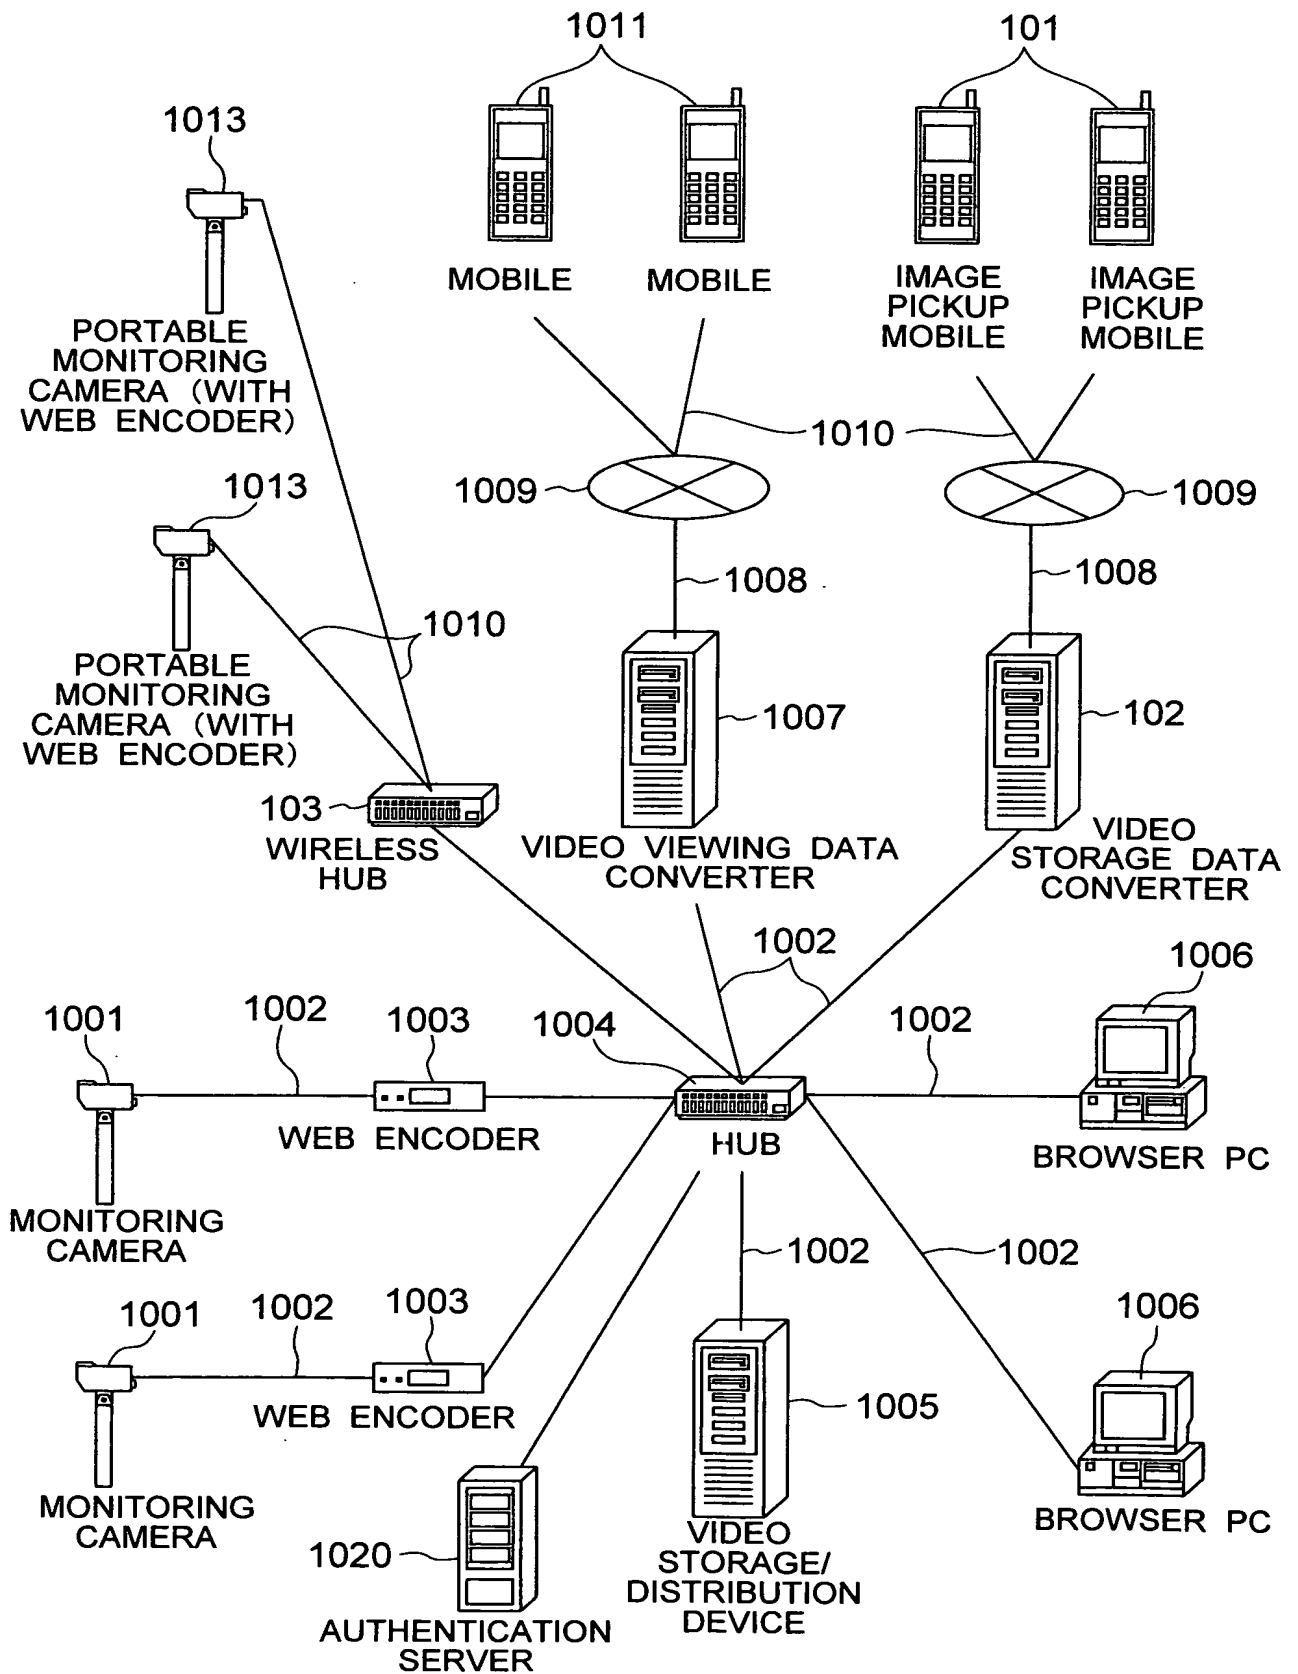 1011
101
1013
MOBILE
MOBILE
IMAGE
PICKUP
MOBILE
IMAGE
PICKUP
MOBILE
PORTABLE
MONITORING
CAMERA (WITH
WEB ENCODER)
1010
1013
1009
1009
1008
1008
1010
PORTABLE
MONITORING
CAMERA (WITH
WEB ENCODER)
1007
102
103
WIRELESS
HUB
VIDEO VIEWING DATA
CONVERTER
VIDEO
STORAGE DATA
CONVERTER
1002
1006
1001
1002
1003
1004
1002
WEB ENCODER
HUB
BROWSER PC
MONITORING
CAMERA
1002
1002
1001
1002
1003
1006
WEB ENCODER
1005
MONITORING
CAMERA
BROWSER PC
1020
VIDEO
STORAGE/
DISTRIBUTION
DEVICE
AUTHENTICATION
SERVER